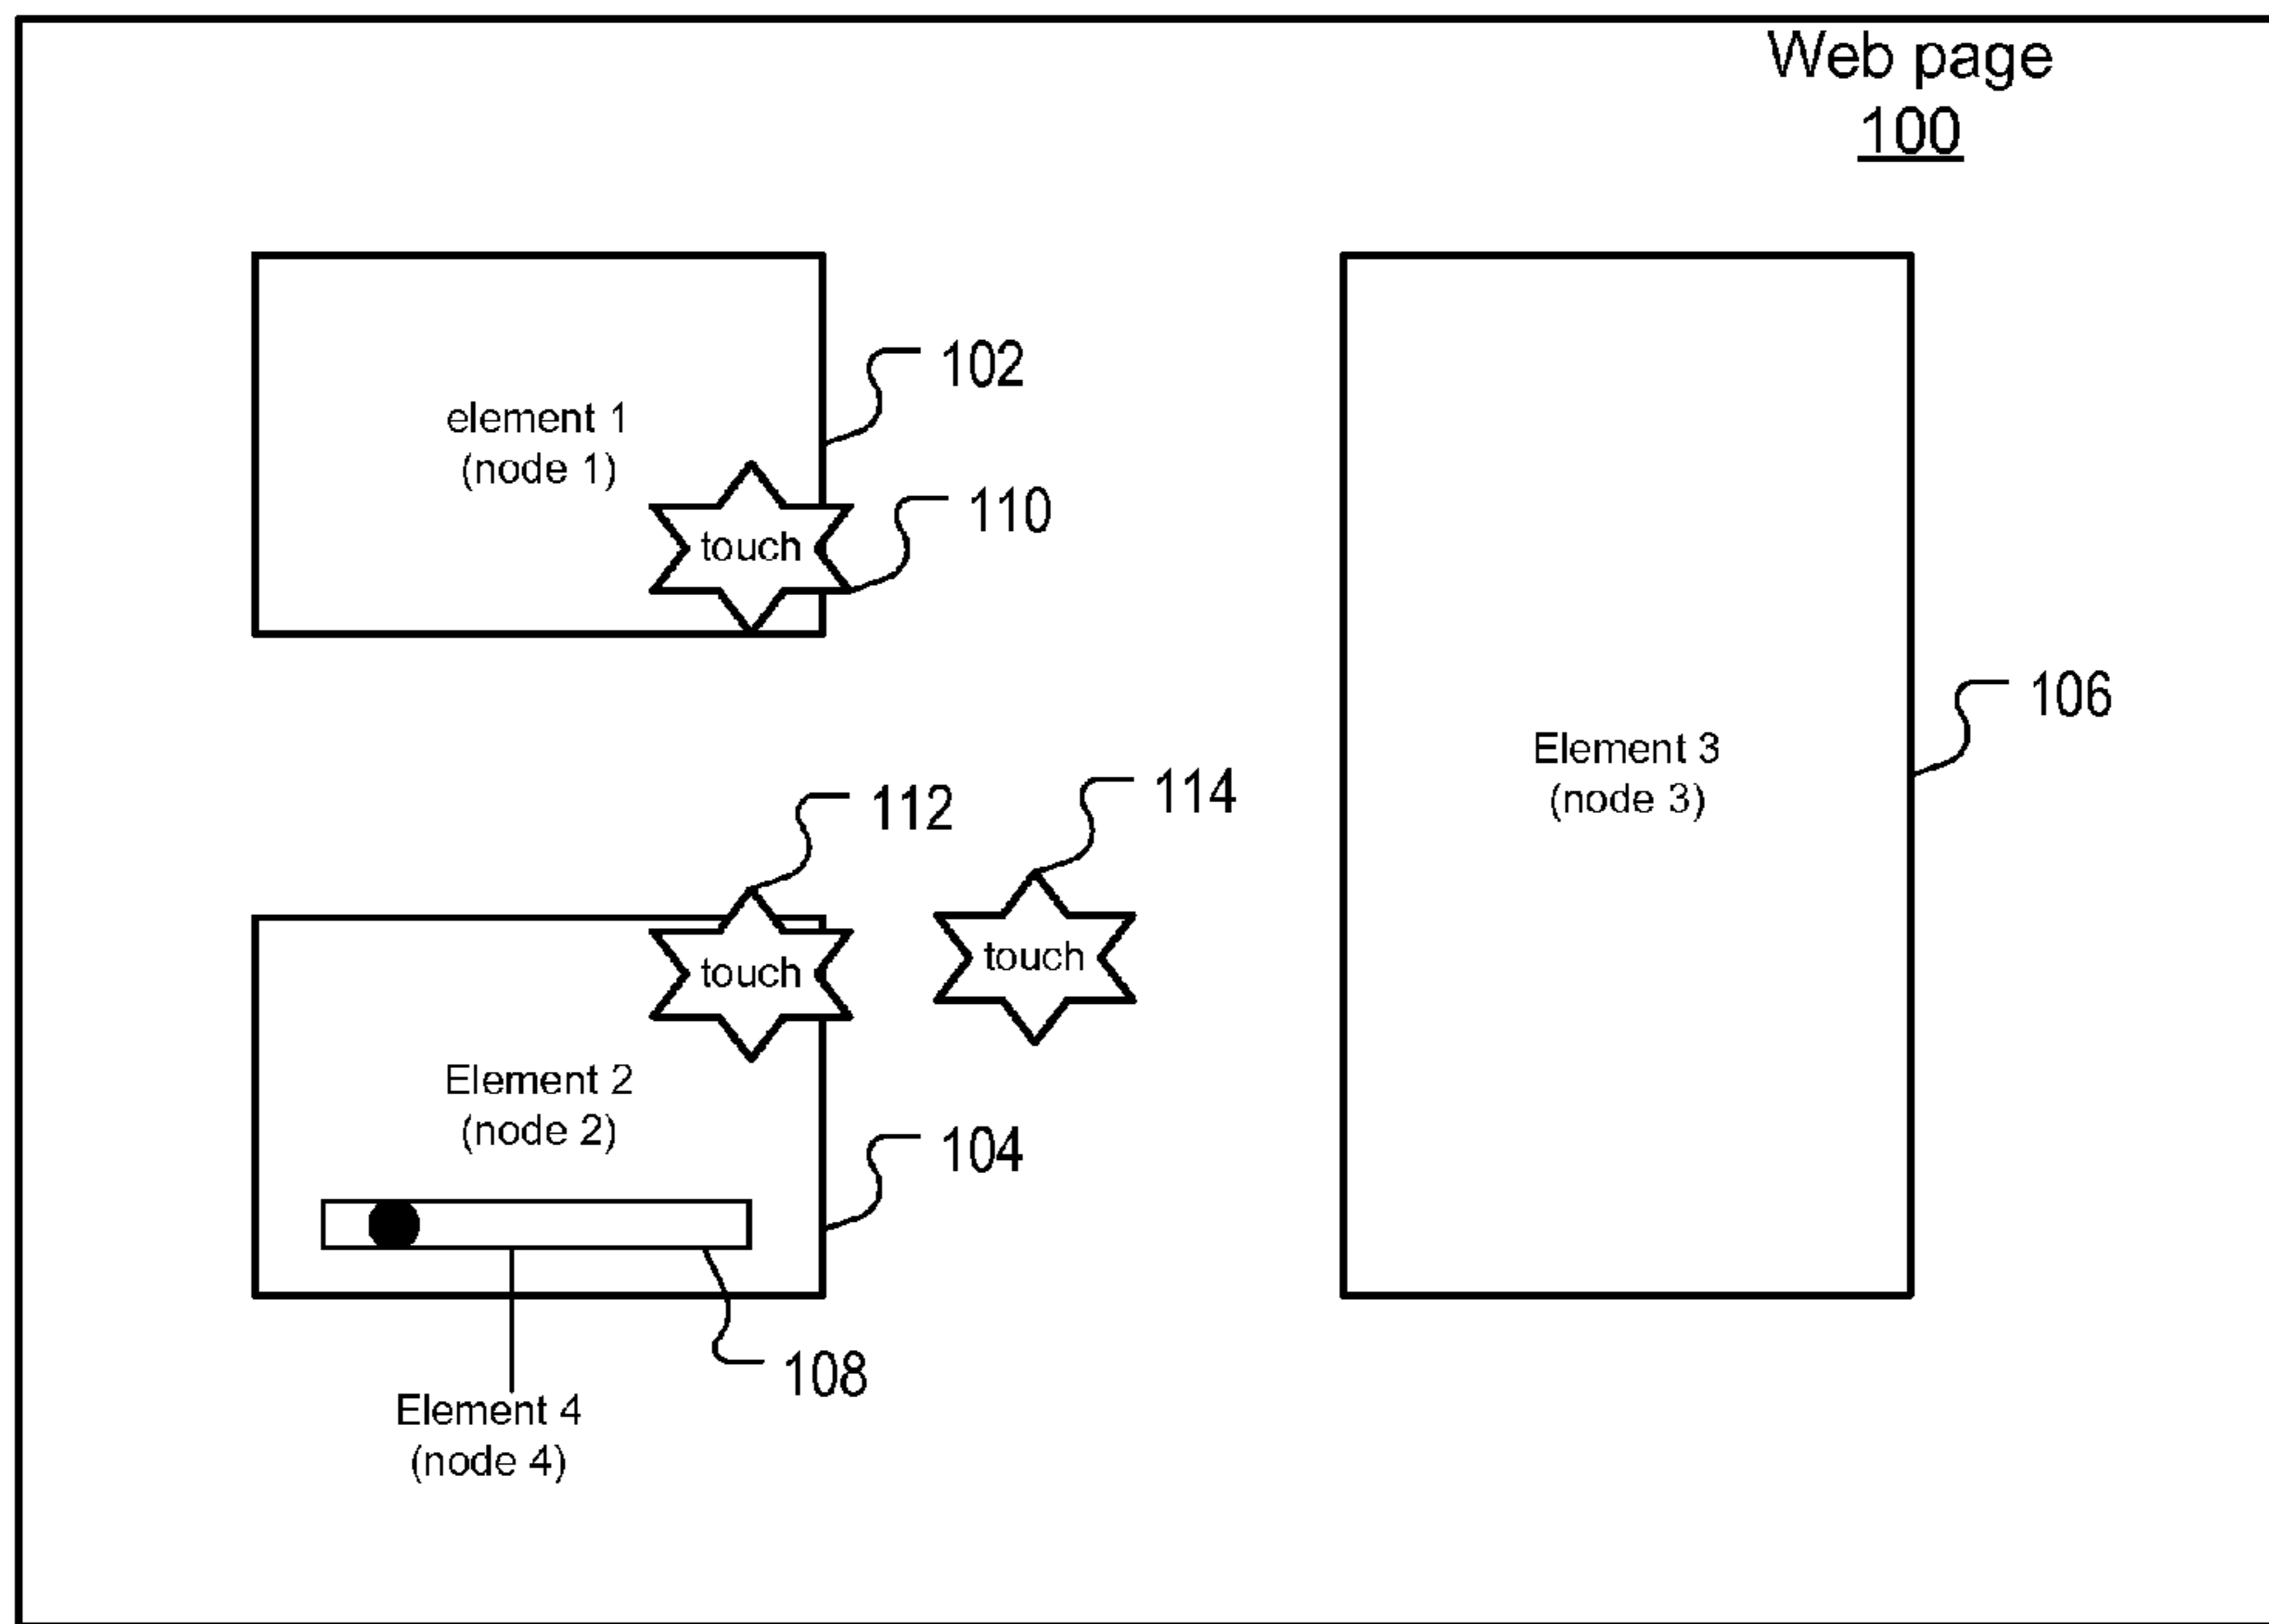 Web page
100
element 1
(node 1)
102
touch
110
Element 3
(node 3)
106
112
114
touch
touch
Element 2
(node 2)
104
108
Element 4
(node 4)